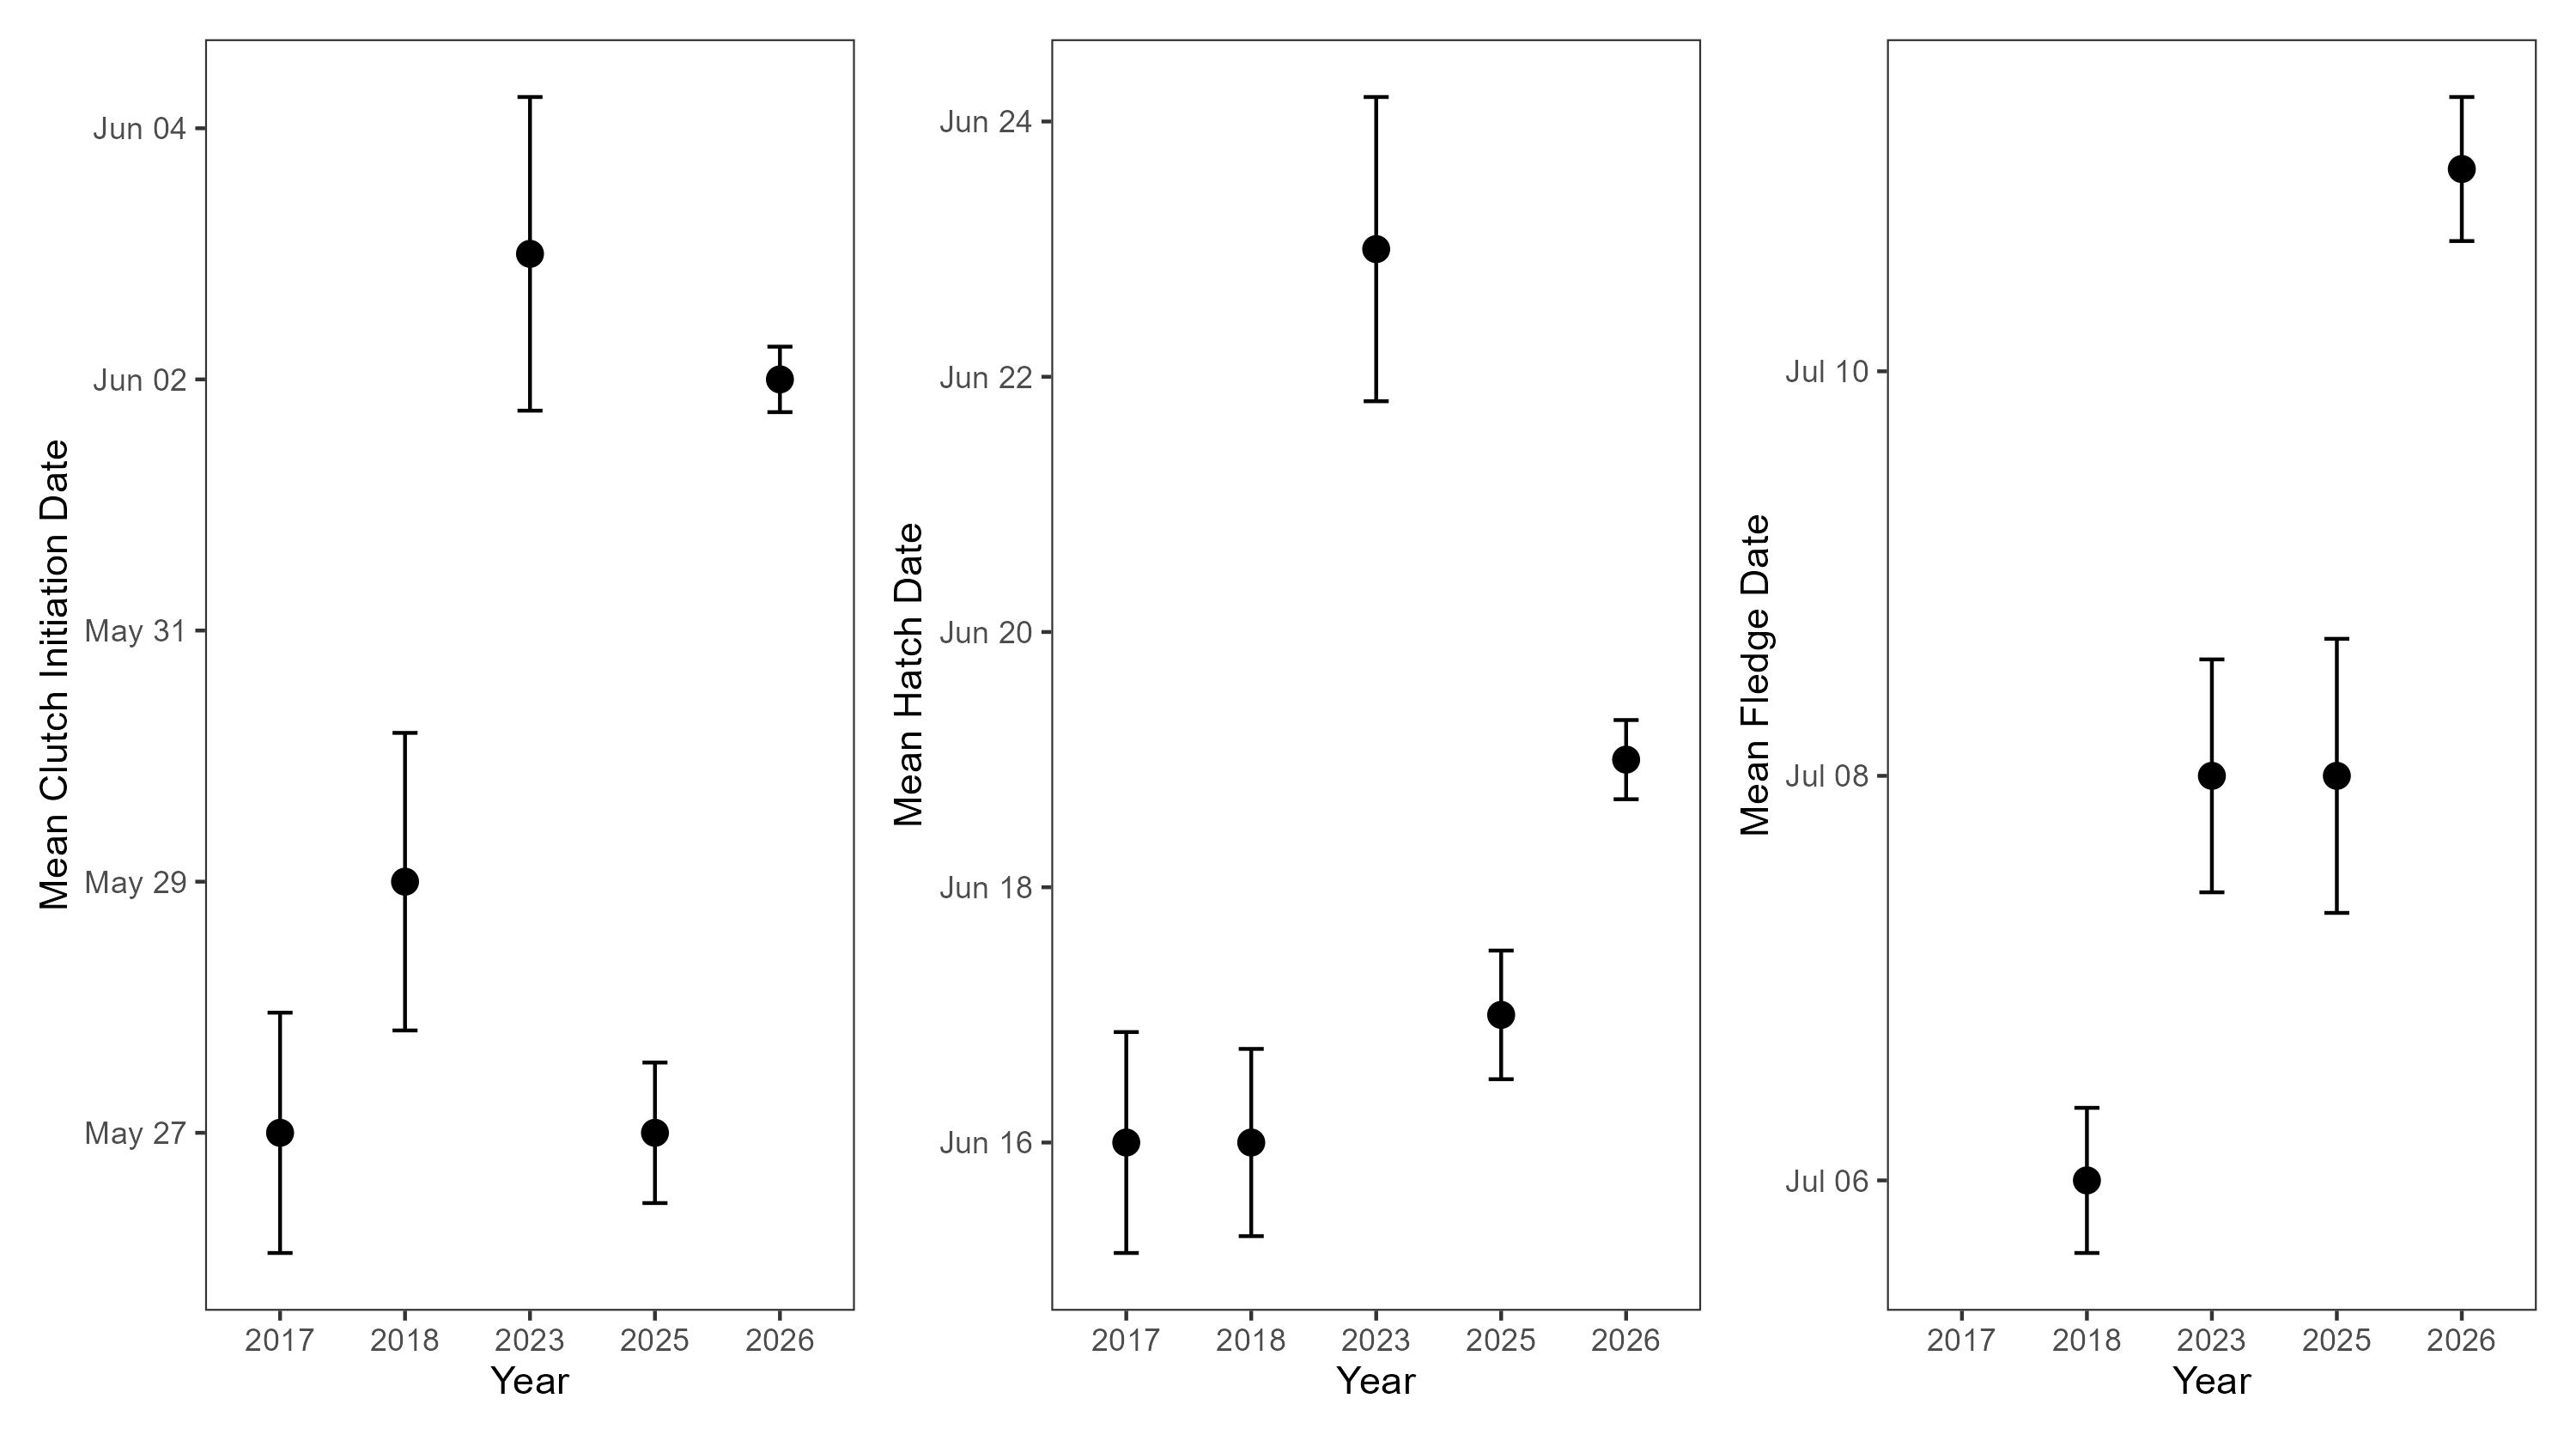 Mean Clutch Initiation Date
Jun 04
Jun 02
May 31
May 29
May 27
2017 2018 2023 2025 2026
Year
Mean Hatch Date
Jun 24
Jun 22
Jun 20
Jun 18
Jun 16
2017 2018 2023 2025 2026
Year
Mean Fledge Date
Jul 10
Jul 08
Jul 06
2017 2018 2023 2025 2026
Year